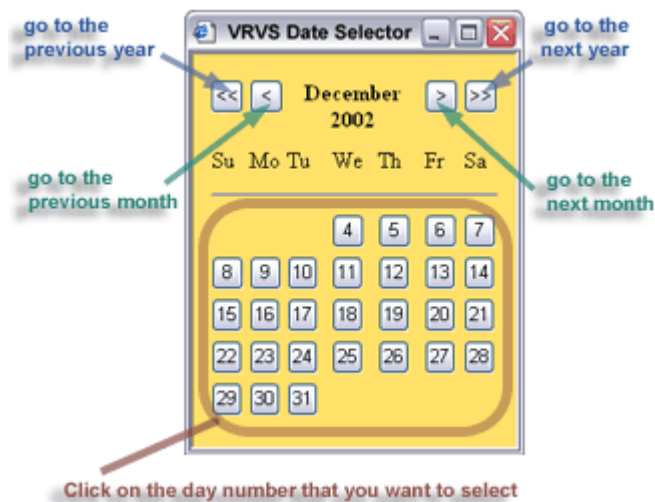 go to the
previous year
VRVS Date Selector
go to the
next year
<< < December > >>
2002
Su Mo Tu We Th Fr Sa
go to the
previous month
go to the
next month
4 5 6 7
8 9 10 11 12 13 14
15 16 17 18 19 20 21
22 23 24 25 26 27 28
29 30 31
Click on the day number that you want to select